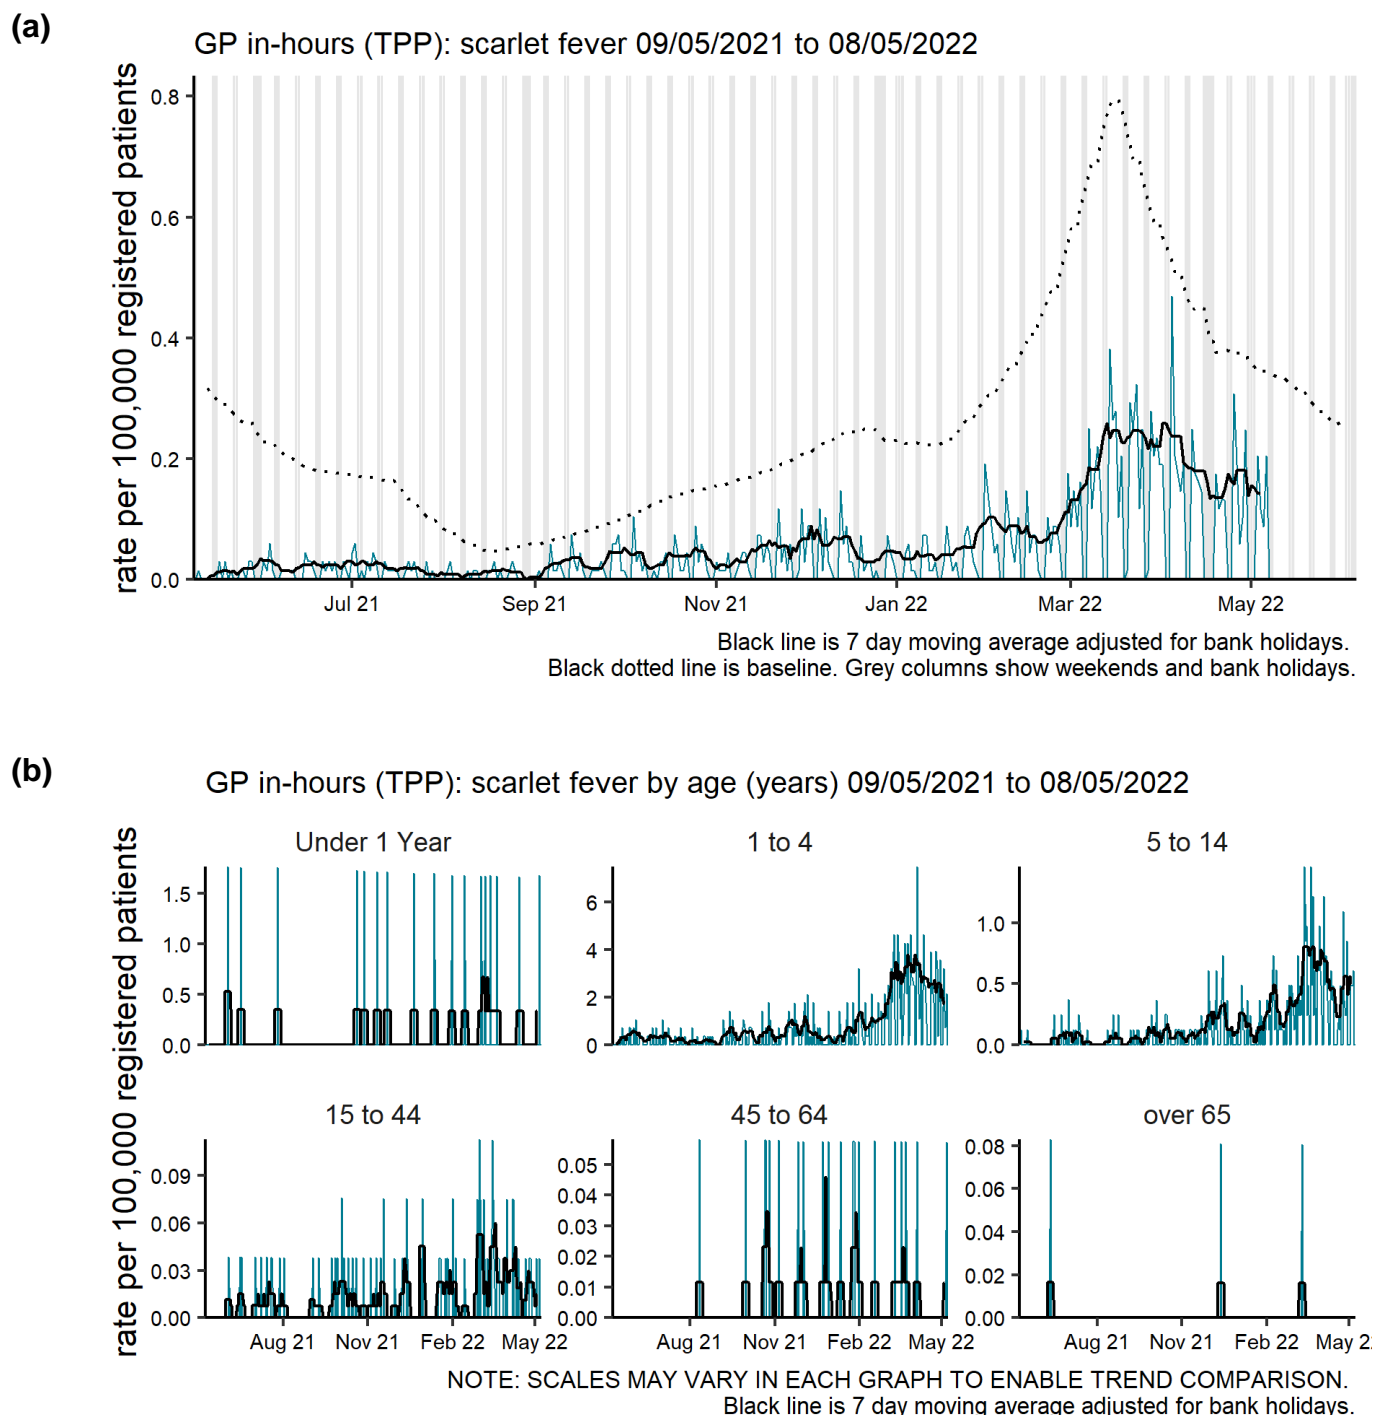 (a)
GP in-hours (TPP): scarlet fever 09/05/2021 to 08/05/2022
rate per 100,000 registered patients
0.8
0.6
0.4
0.2
0.0
Jul 21 Sep 21 Nov 21 Jan 22 Mar 22 May 22
Black line is 7 day moving average adjusted for bank holidays.
Black dotted line is baseline. Grey columns show weekends and bank holidays.
(b)
GP in-hours (TPP): scarlet fever by age (years) 09/05/2021 to 08/05/2022
rate per 100,000 registered patients
Under 1 Year
1.5
1.0
0.5
0.0
1 to 4
6
4
2
0
5 to 14
1.0
0.5
0.0
15 to 44
0.09
0.06
0.03
0.00
45 to 64
0.05
0.04
0.03
0.02
0.01
0.00
over 65
0.08
0.06
0.04
0.02
0.00
Aug 21 Nov 21 Feb 22 May 22
Aug 21 Nov 21 Feb 22 May 22
Aug 21 Nov 21 Feb 22 May 2
NOTE: SCALES MAY VARY IN EACH GRAPH TO ENABLE TREND COMPARISON.
Black line is 7 day moving average adjusted for bank holidays.